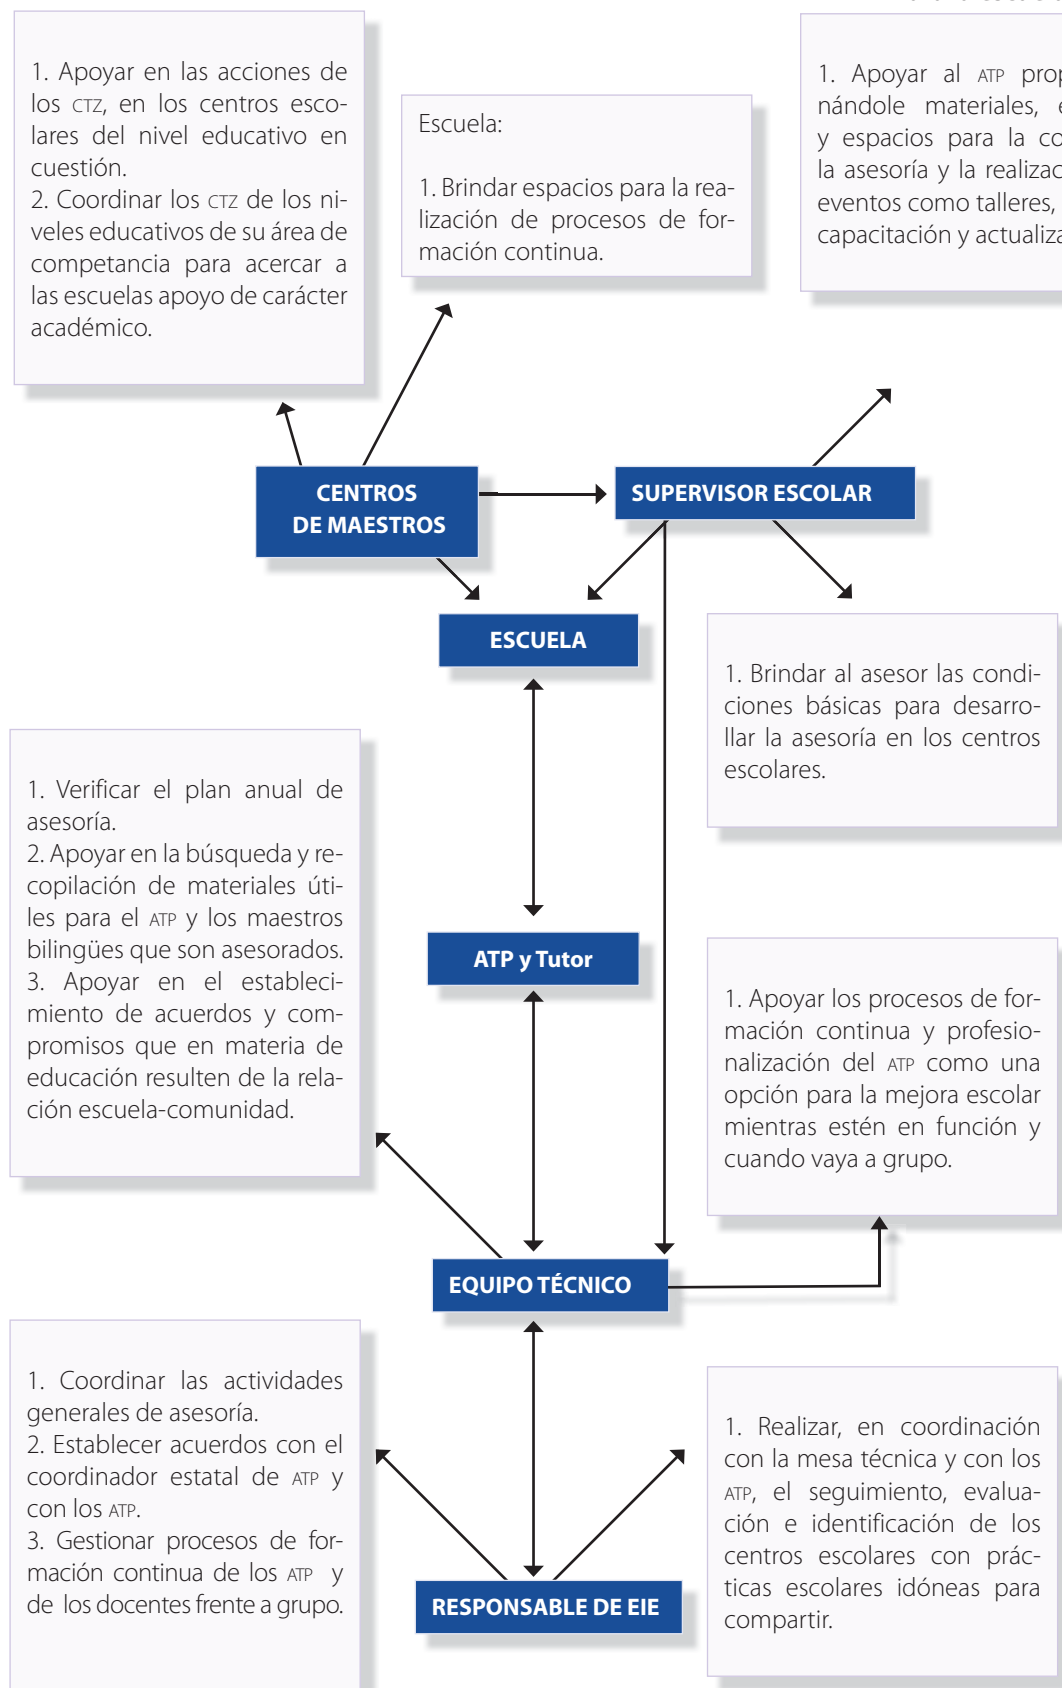 1. Apoyar en las acciones de
los CTZ, en los centros esco-
lares del nivel educativo en
cuestión.
2. Coordinar los CTZ de los ni-
veles educativos de su área de
competancia para acercar a
las escuelas apoyo de carácter
académico.
Escuela:
1. Brindar espacios para la rea-
lización de procesos de for-
mación continua.
1. Apoyar al ATP
nándole materiales,
y espacios para la
la asesoría y la
eventos como talleres,
capacitación y
CENTROS
DE MAESTROS
SUPERVISOR ESCOLAR
ESCUELA
1. Brindar al asesor las condi-
ciones básicas para desarro-
llar la asesoría en los centros
escolares.
1. Verificar el plan anual de
asesoría.
2. Apoyar en la búsqueda y re-
copilación de materiales úti-
les para el ATP y los maestros
bilingües que son asesorados.
3. Apoyar en el estableci-
miento de acuerdos y com-
promisos que en materia de
educación resulten de la rela-
ción escuela-comunidad.
ATP y Tutor
1. Apoyar los procesos de for-
mación continua y profesio-
nalización del ATP como una
opción para la mejora escolar
mientras estén en función y
cuando vaya a grupo.
EQUIPO TÉCNICO
1. Coordinar las actividades
generales de asesoría.
2. Establecer acuerdos con el
coordinador estatal de ATP y
con los ATP.
3. Gestionar procesos de for-
mación continua de los ATP y
de los docentes frente a grupo.
1. Realizar, en coordinación
con la mesa técnica y con los
ATP, el seguimiento, evalua-
ción e identificación de los
centros escolares con prác-
ticas escolares idóneas para
compartir.
RESPONSABLE DE EIE